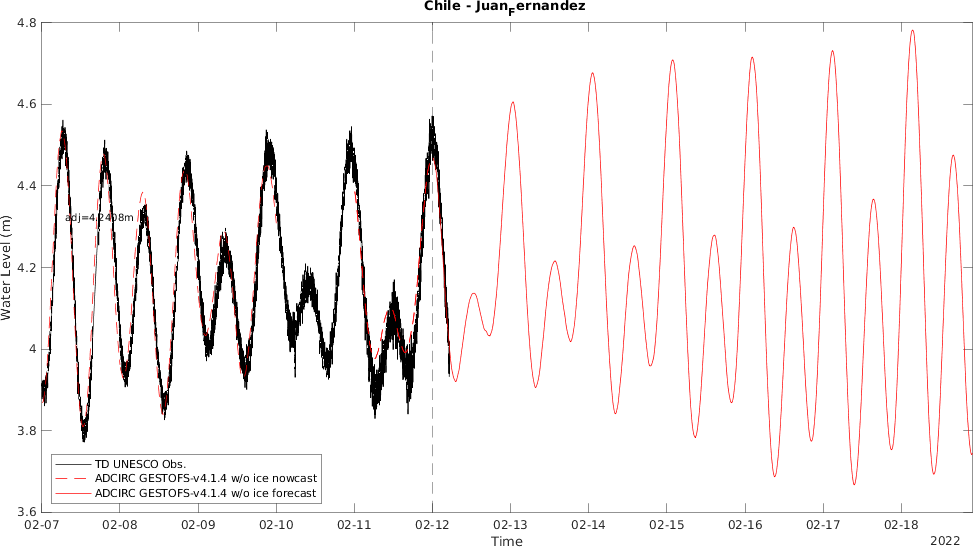 Chile - JuanFernandez
4.8
4.6
4.4
4.2
4
3.8
3.6
Water Level (m)
adj=4.2408m
TD UNESCO Obs.
ADCIRC GESTOFS-v4.1.4 w/o ice nowcast
ADCIRC GESTOFS-v4.1.4 w/o ice forecast
02-07 02-08 02-09 02-10 02-11 02-12 02-13 02-14 02-15 02-16 02-17 02-18
Time
2022